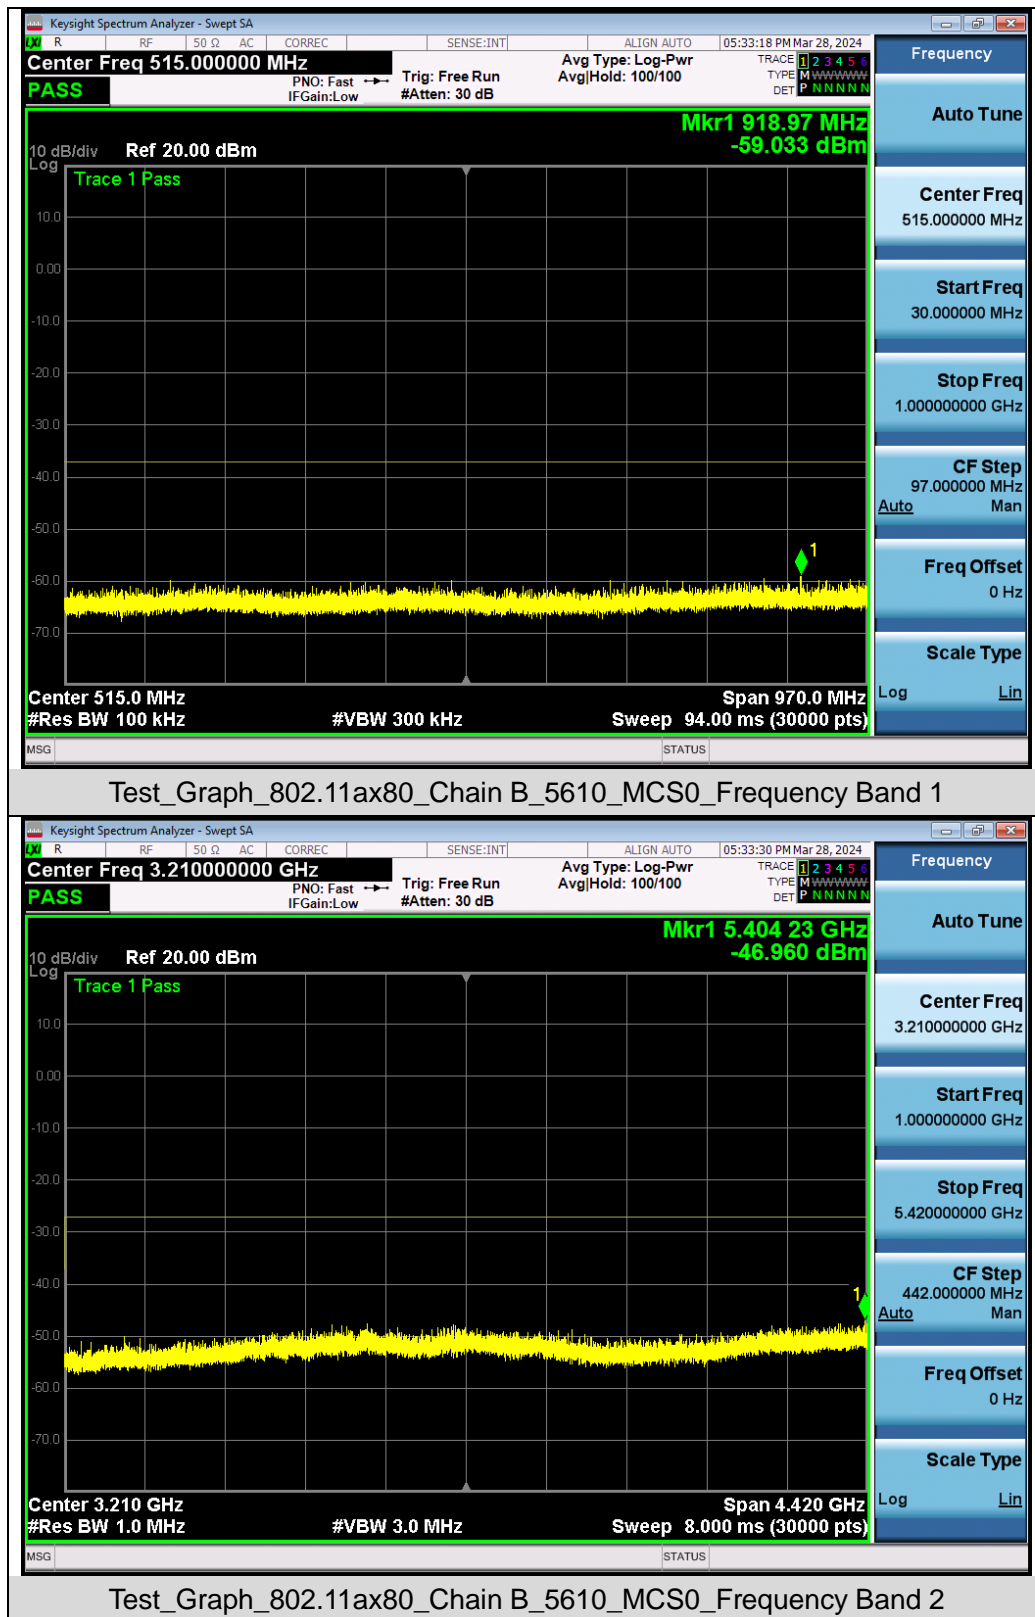 Keysight Spectrum Analyzer - Swept SA
LXI R RF 50 Ω AC CORREC SENSE:INT ALIGN AUTO 05:33:18 PM Mar 28, 2024
Center Freq 515.000000 MHz
PNO: Fast
IFGain:Low
Trig: Free Run
#Atten: 30 dB
Avg Type: Log-Pwr
Avg|Hold: 100/100
TRACE 1 2 3 4 5 6
TYPE M WWWWW
DET P N N N N N
PASS
Mkr1 918.97 MHz
-59.033 dBm
10 dB/div Ref 20.00 dBm
Log
Trace 1 Pass
10.0
0.00
-10.0
-20.0
-30.0
-40.0
-50.0
-60.0
-70.0
1
Center 515.0 MHz Span 970.0 MHz
#Res BW 100 kHz #VBW 300 kHz Sweep 94.00 ms (30000 pts)
MSG STATUS
Frequency
Auto Tune
Center Freq
515.000000 MHz
Start Freq
30.000000 MHz
Stop Freq
1.000000000 GHz
CF Step
97.000000 MHz
Auto Man
Freq Offset
0 Hz
Scale Type
Log Lin
Test_Graph_802.11ax80_Chain B_5610_MCS0_Frequency Band 1
Keysight Spectrum Analyzer - Swept SA
LXI R RF 50 Ω AC CORREC SENSE:INT ALIGN AUTO 05:33:30 PM Mar 28, 2024
Center Freq 3.210000000 GHz
PNO: Fast
IFGain:Low
Trig: Free Run
#Atten: 30 dB
Avg Type: Log-Pwr
Avg|Hold: 100/100
TRACE 1 2 3 4 5 6
TYPE M WWWWW
DET P N N N N N
PASS
Mkr1 5.404 23 GHz
-46.960 dBm
10 dB/div Ref 20.00 dBm
Log
Trace 1 Pass
10.0
0.00
-10.0
-20.0
-30.0
-40.0
-50.0
-60.0
-70.0
1
Center 3.210 GHz Span 4.420 GHz
#Res BW 1.0 MHz #VBW 3.0 MHz Sweep 8.000 ms (30000 pts)
MSG STATUS
Frequency
Auto Tune
Center Freq
3.210000000 GHz
Start Freq
1.000000000 GHz
Stop Freq
5.420000000 GHz
CF Step
442.000000 MHz
Auto Man
Freq Offset
0 Hz
Scale Type
Log Lin
Test_Graph_802.11ax80_Chain B_5610_MCS0_Frequency Band 2